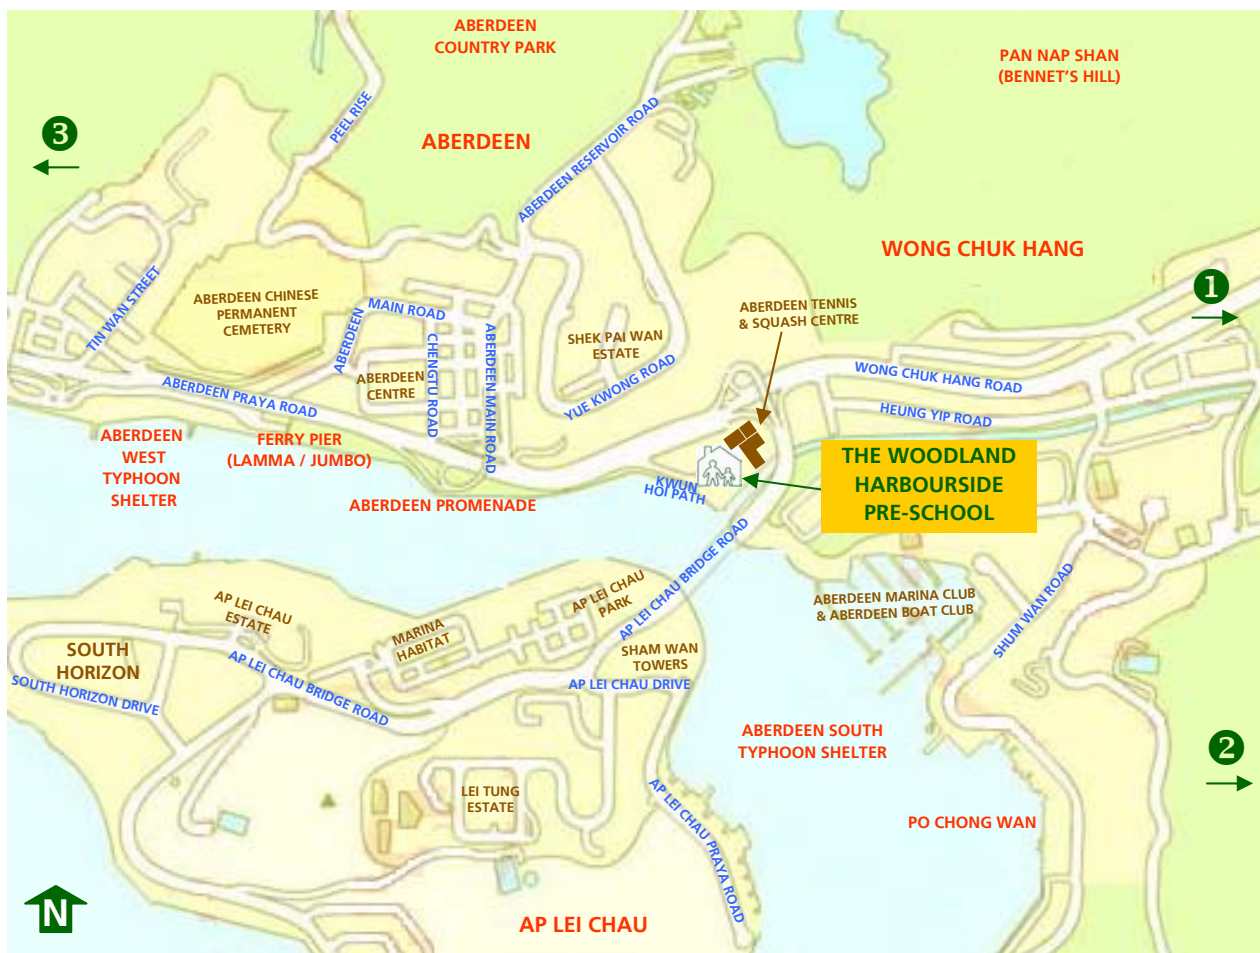 ABERDEEN
COUNTRY PARK
PAN NAP SHAN
(BENNET'S HILL)
3
PEEL RISE
ABERDEEN
ABERDEEN RESERVOIR ROAD
WONG CHUK HANG
1
TIN WAN STREET
ABERDEEN CHINESE
PERMANENT
CEMETERY
ABERDEEN
MAIN ROAD
CHENGTU ROAD
ABERDEEN MAIN ROAD
ABERDEEN
CENTRE
SHEK PAI WAN
ESTATE
YUE KWONG ROAD
ABERDEEN TENNIS
& SQUASH CENTRE
WONG CHUK HANG ROAD
HEUNG YIP ROAD
ABERDEEN PRAYA ROAD
ABERDEEN
WEST
TYPHOON
SHELTER
FERRY PIER
(LAMMA / JUMBO)
ABERDEEN PROMENADE
KWUN
HOI PATH
THE WOODLAND
HARBOURSIDE
PRE-SCHOOL
AP LEI CHAU BRIDGE ROAD
AP LEI CHAU
PARK
AP LEI CHAU
ESTATE
MARINA
HABITAT
ABERDEEN MARINA CLUB
& ABERDEEN BOAT CLUB
SHUM WAN ROAD
SOUTH
HORIZON
SOUTH HORIZON DRIVE
AP LEI CHAU BRIDGE ROAD
SHAM WAN
TOWERS
AP LEI CHAU DRIVE
ABERDEEN SOUTH
TYPHOON SHELTER
2
LEI TUNG
ESTATE
AP LEI CHAU PRAYA ROAD
PO CHONG WAN
N
AP LEI CHAU